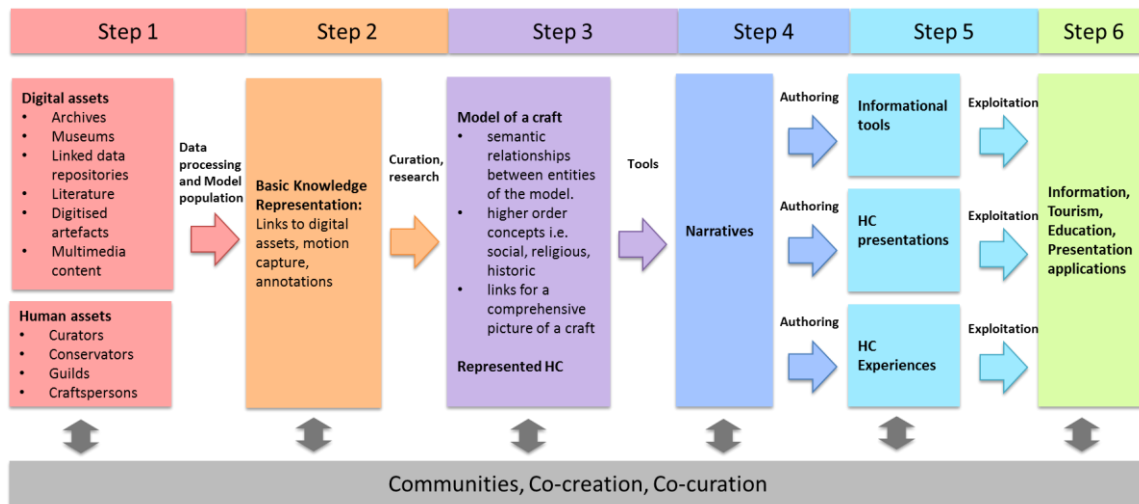 Step 1
Step 2
Step 3
Step 4
Step 5
Step 6
Digital assets
• Archives
• Museums
• Linked data
repositories
• Literature
• Digitised
artefacts
• Multimedia
content
Human assets
• Curators
• Conservators
• Guilds
• Craftspersons
Data
processing
and Model
population
Basic Knowledge
Representation:
Links to digital
assets, motion
capture,
annotations
Curation,
research
Model of a craft
• semantic
relationships
between entities
of the model.
• higher order
concepts i.e.
social, religious,
historic
• links for a
comprehensive
picture of a craft
Represented HC
Tools
Narratives
Authoring
Authoring
Authoring
Informational
tools
HC
presentations
HC
Experiences
Exploitation
Exploitation
Exploitation
Information,
Tourism,
Education,
Presentation
applications
Communities, Co-creation, Co-curation